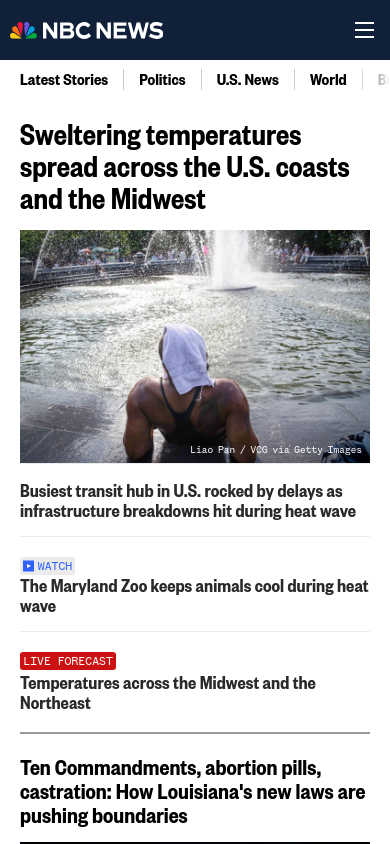 NBC NEWS
Latest Stories
Politics
U.S. News
World
Sweltering temperatures
spread across the U.S. coasts
and the Midwest
Liao Pan / VCG via Getty Images
Busiest transit hub in U.S. rocked by delays as
infrastructure breakdowns hit during heat wave
WATCH
The Maryland Zoo keeps animals cool during heat
wave
LIVE FORECAST
Temperatures across the Midwest and the
Northeast
Ten Commandments, abortion pills,
castration: How Louisiana's new laws are
pushing boundaries